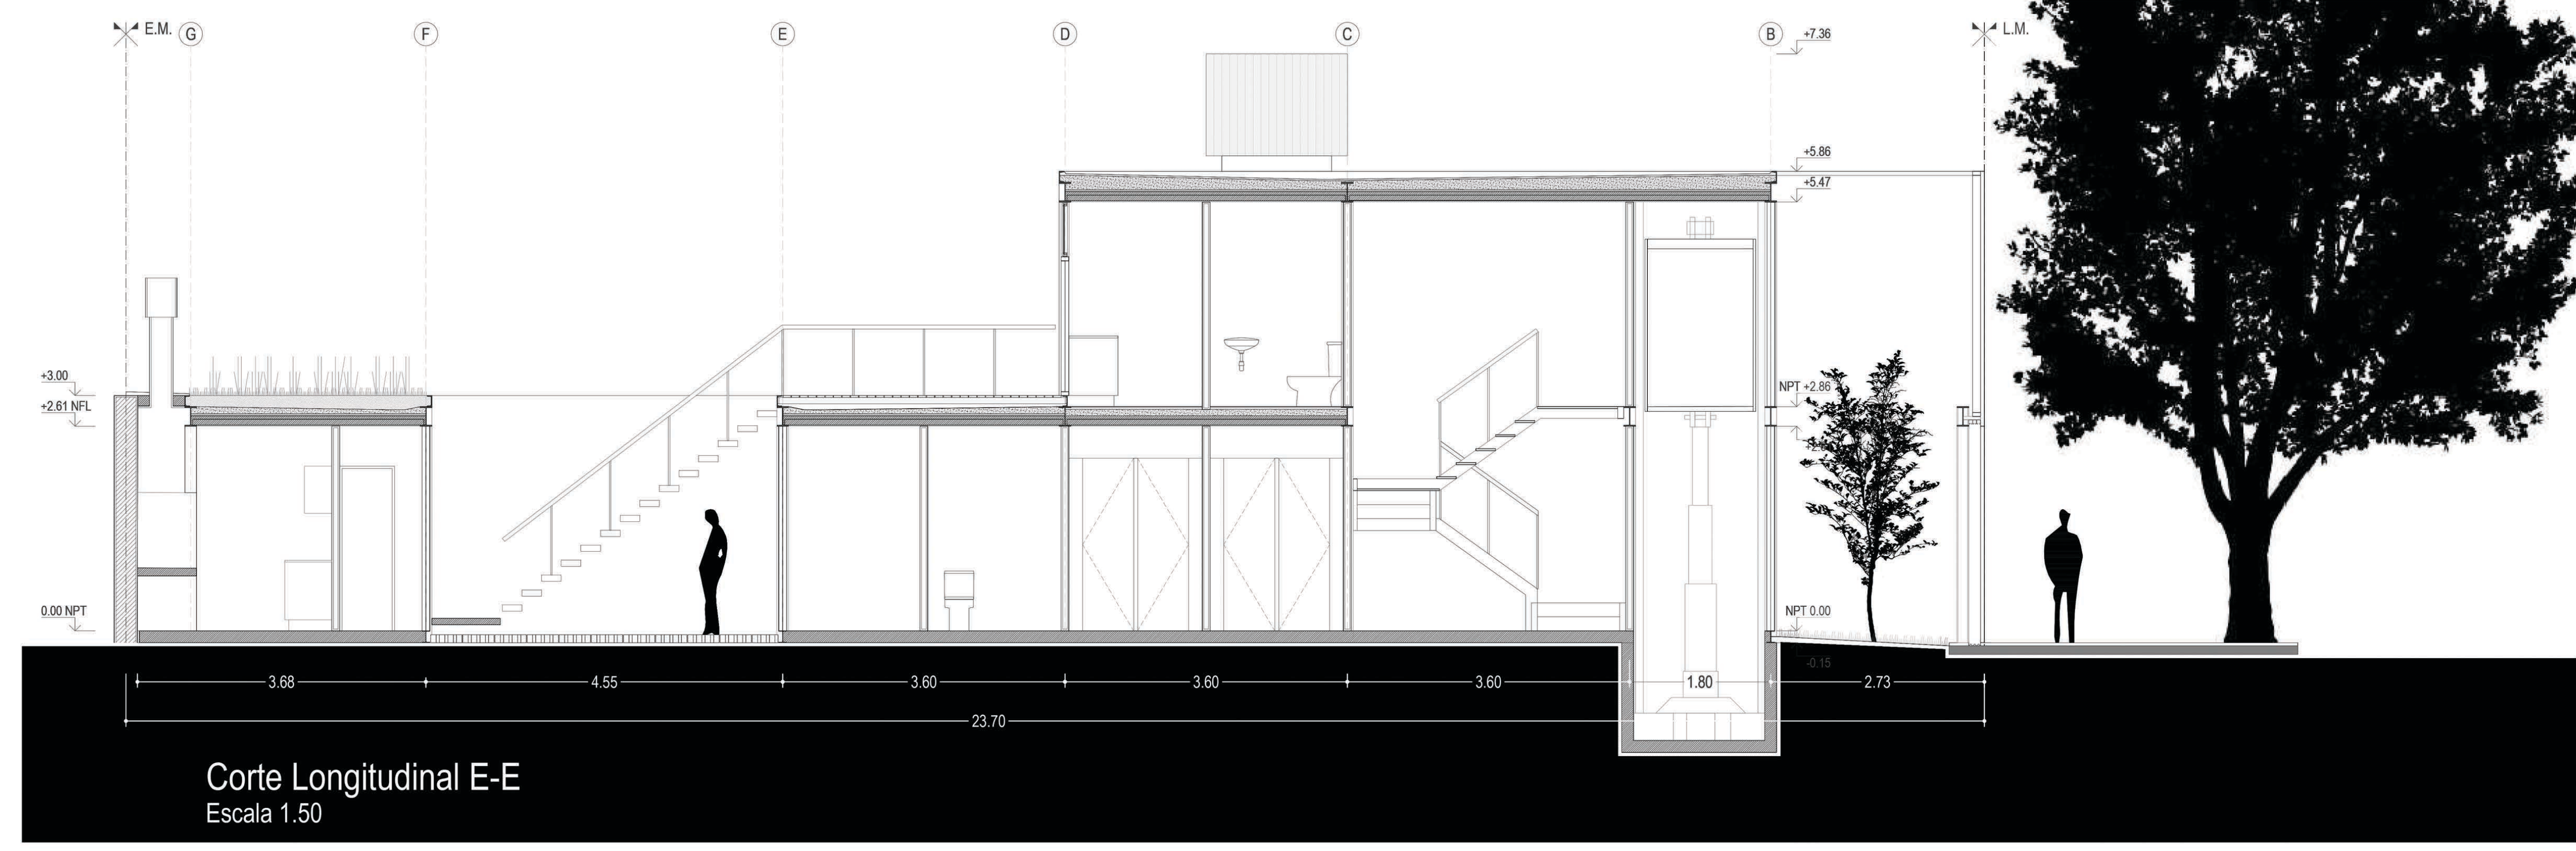 E.M.
G
F
E
D
C
B
L.M.
+7.36
+5.86
+5.47
+3.00
+2.61 NFL
NPT +2.86
0.00 NPT
NPT 0.00
-0.15
3.68
4.55
3.60
3.60
3.60
1.80
2.73
23.70
Corte Longitudinal E-E
Escala 1.50